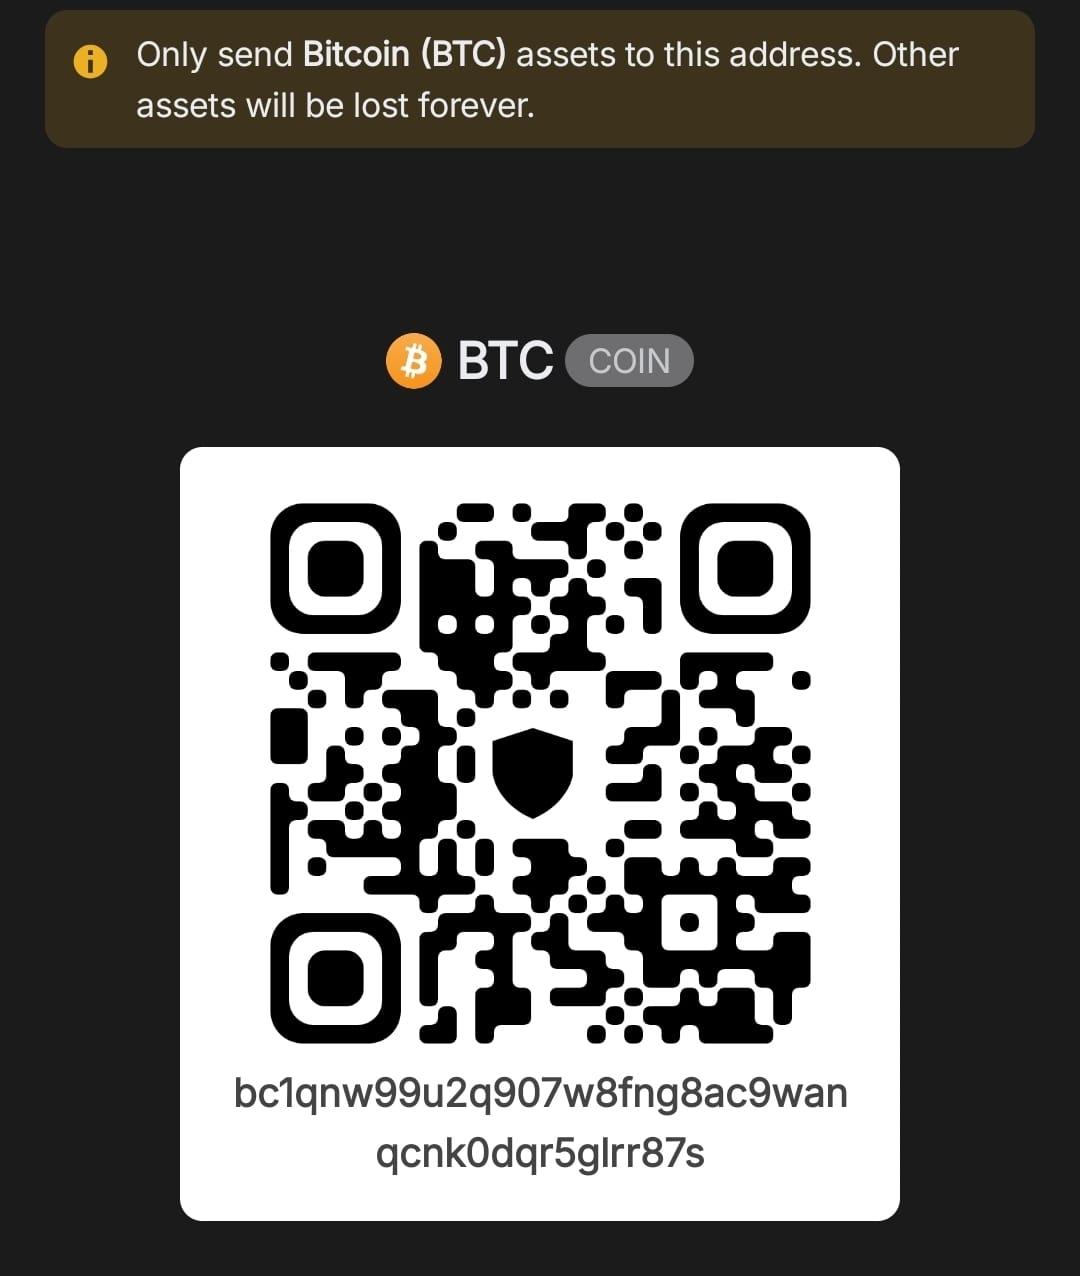 Only send Bitcoin (BTC) assets to this address. Other
assets will be lost forever.
BTC COIN
bc1qnw99u2q907w8fng8ac9wan
qcnk0dqr5glrr87s